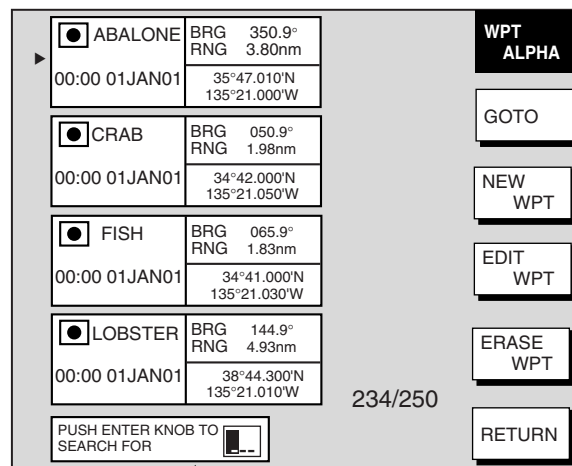 ABALONE
00:00 01JAN01
BRG 350.9°
RNG 3.80nm
35°47.010'N
135°21.000'W
CRAB
00:00 01JAN01
BRG 050.9°
RNG 1.98nm
34°42.000'N
135°21.050'W
FISH
00:00 01JAN01
BRG 065.9°
RNG 1.83nm
34°41.000'N
135°21.030'W
LOBSTER
00:00 01JAN01
BRG 144.9°
RNG 4.93nm
38°44.300'N
135°21.010'W
PUSH ENTER KNOB TO
SEARCH FOR
234/250
WPT
ALPHA
GOTO
NEW
WPT
EDIT
WPT
ERASE
WPT
RETURN